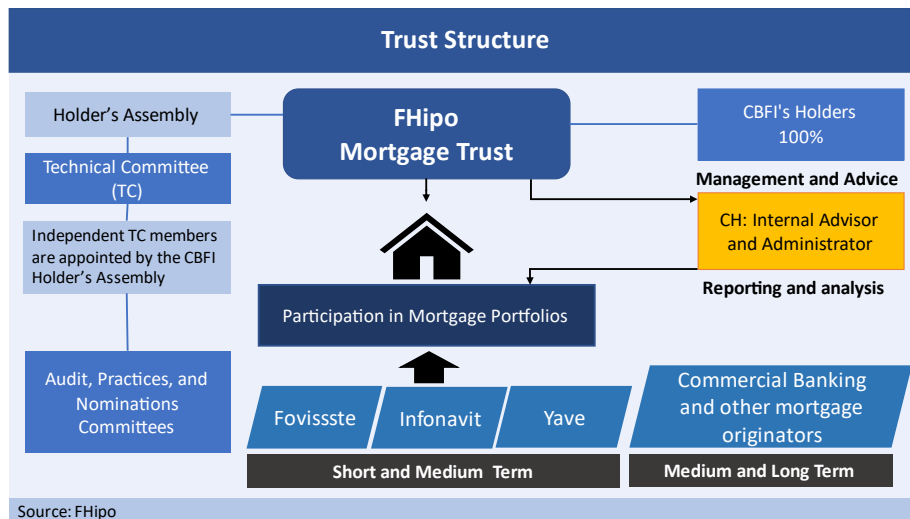 Trust Structure
Holder’s Assembly
FHipo
Mortgage Trust
CBFI's Holders
100%
Technical Committee
(TC)
Management and Advice
Independent TC members
are appointed by the CBFI
Holder’s Assembly
CH: Internal Advisor
and Administrator
Reporting and analysis
Participation in Mortgage Portfolios
Audit, Practices, and
Nominations
Committees
Fovissste
Infonavit
Yave
Commercial Banking
and other mortgage
originators
Short and Medium Term
Medium and Long Term
Source: FHipo